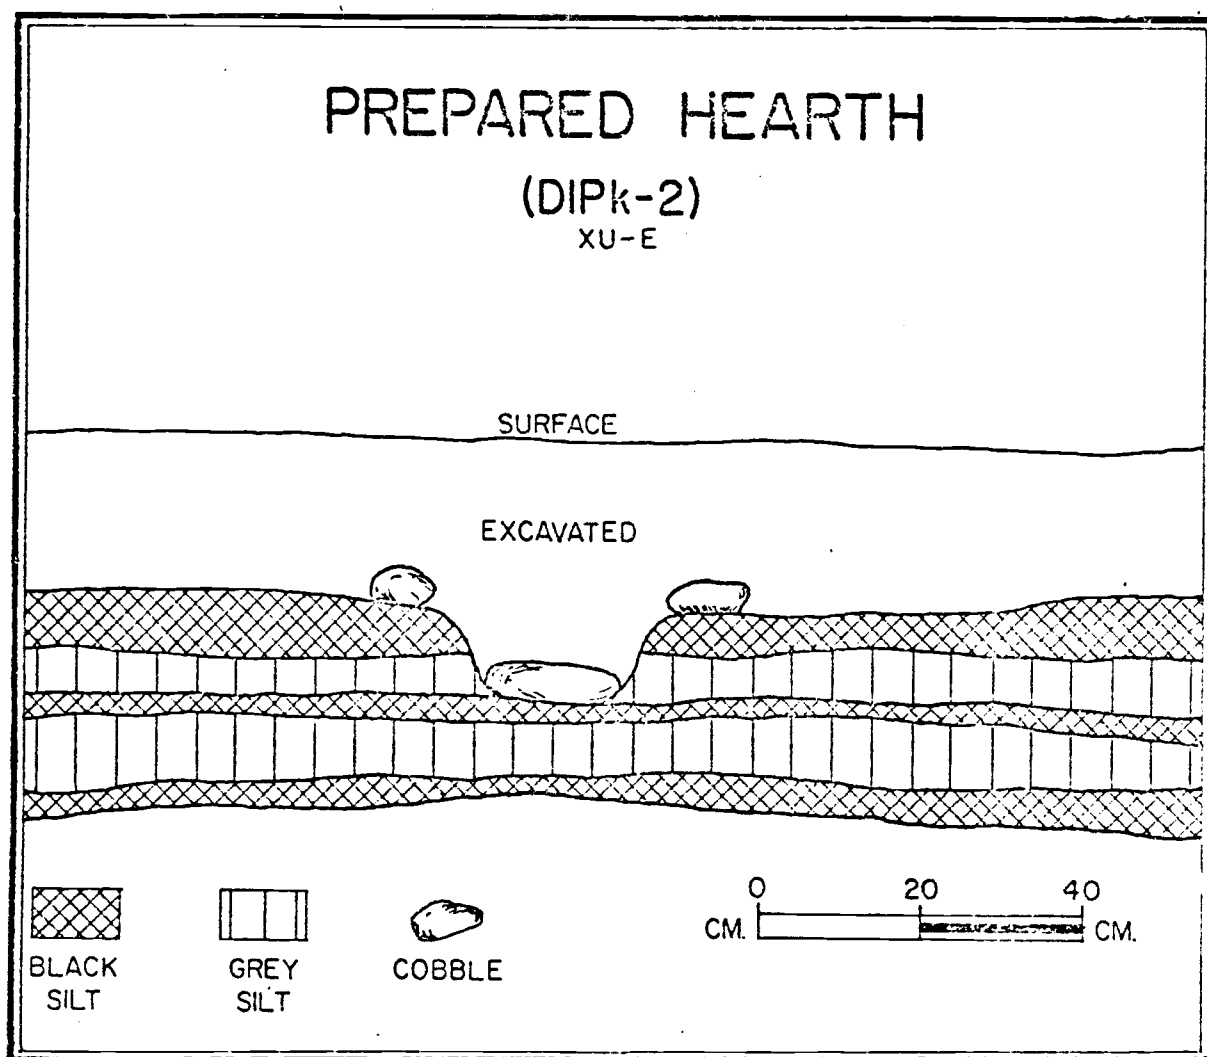 PREPARED HEARTH
(DIPk-2)
XU-E
SURFACE
EXCAVATED
0 20 40
CM. CM.
BLACK SILT
GREY SILT
COBBLE